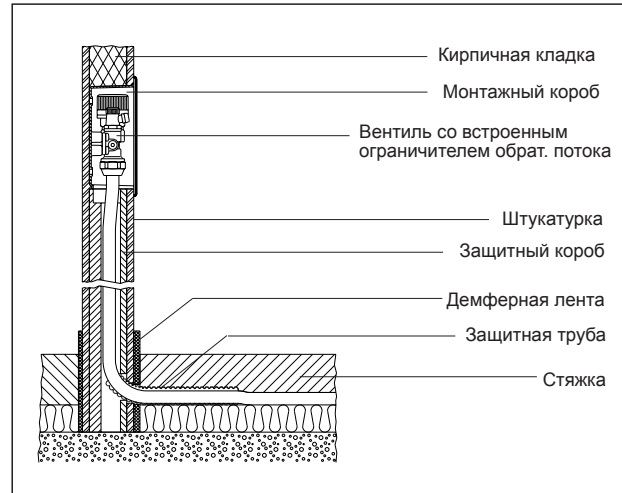 Кирпичная кладка
Монтажный короб
Вентиль со встроенным
ограничителем обрат. потока
Штукатурка
Защитный короб
Демферная лента
Защитная труба
Стяжка